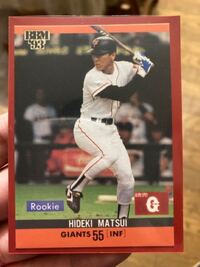 BBM
'93
Rookie
G
HIDEKI MATSUI
GIANTS 55 INF